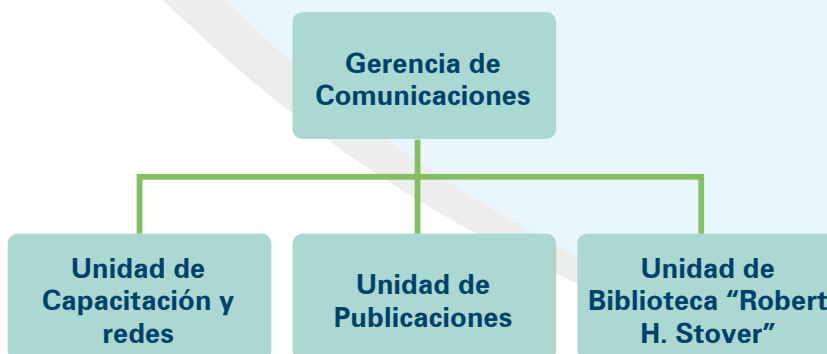 Gerencia de
Comunicaciones
Unidad de
Capacitación y
redes
Unidad de
Publicaciones
Unidad de
Biblioteca “Robert
H. Stover”